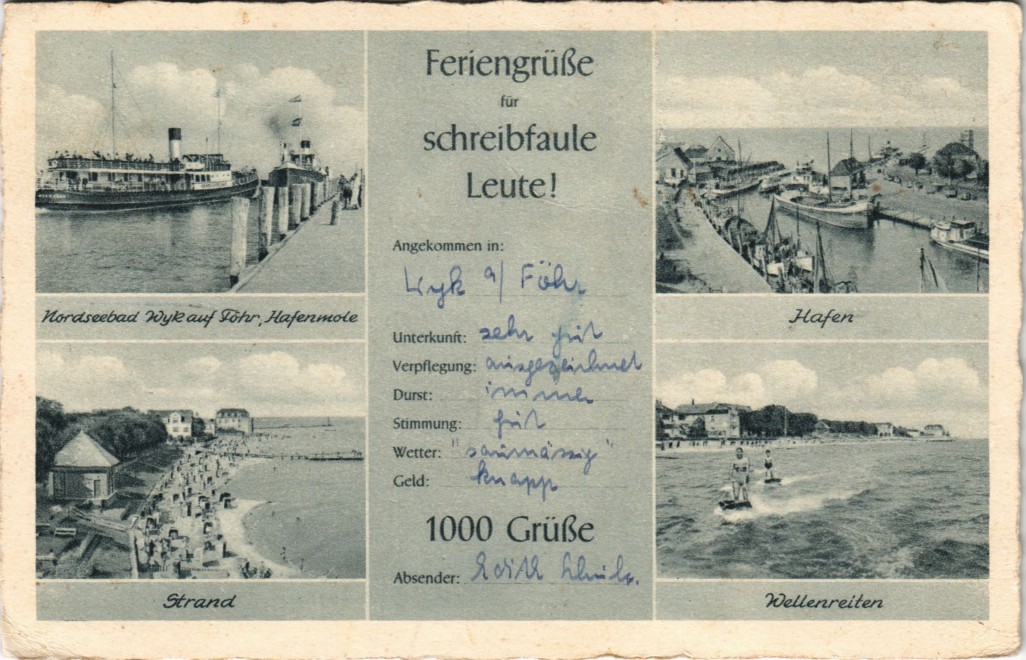 Feriengrüße
für
schreibfaule
Leute!
Angekommen in:
Wyk a/ Föhr
Unterkunft: sehr gut
Verpflegung: ausgezeichnet
Durst: immer
Stimmung: gut
Wetter: "saumässig"
Geld: knapp
1000 Grüße
Absender: Edith
Nordseebad Wyk auf Föhr, Hafenmole
Hafen
Strand
Wellenreiten